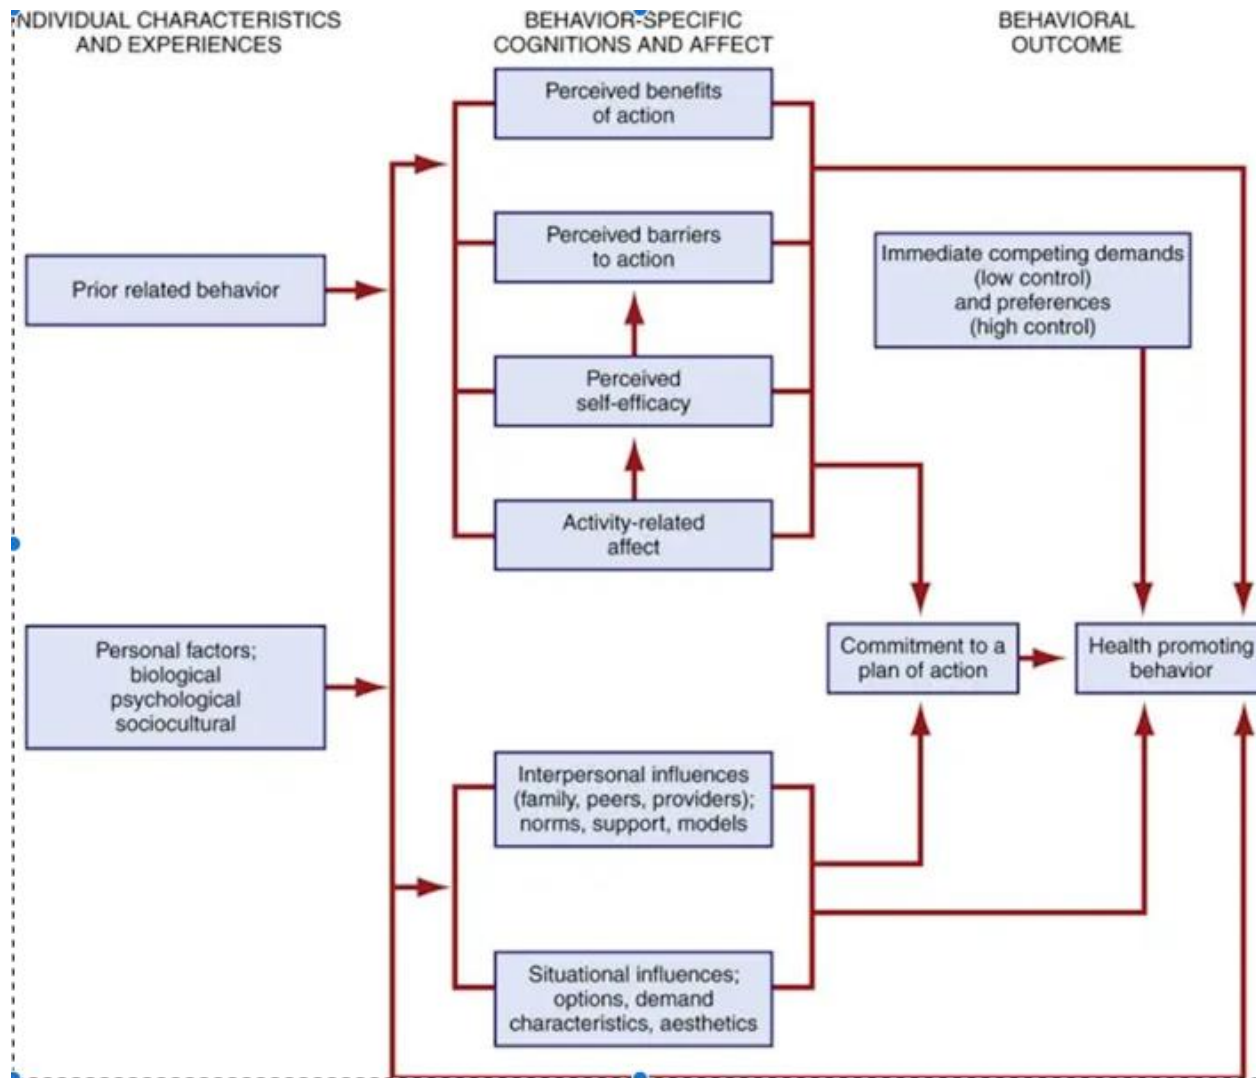 NDIVIDUAL CHARACTERISTICS
AND EXPERIENCES
BEHAVIOR-SPECIFIC
COGNITIONS AND AFFECT
BEHAVIORAL
OUTCOME
Perceived benefits
of action
Perceived barriers
to action
Prior related behavior
Immediate competing demands
(low control)
and preferences
(high control)
Perceived
self-efficacy
Activity-related
affect
Personal factors;
biological
psychological
sociocultural
Commitment to a
plan of action
Health promoting
behavior
Interpersonal influences
(family, peers, providers);
norms, support, models
Situational influences;
options, demand
characteristics, aesthetics